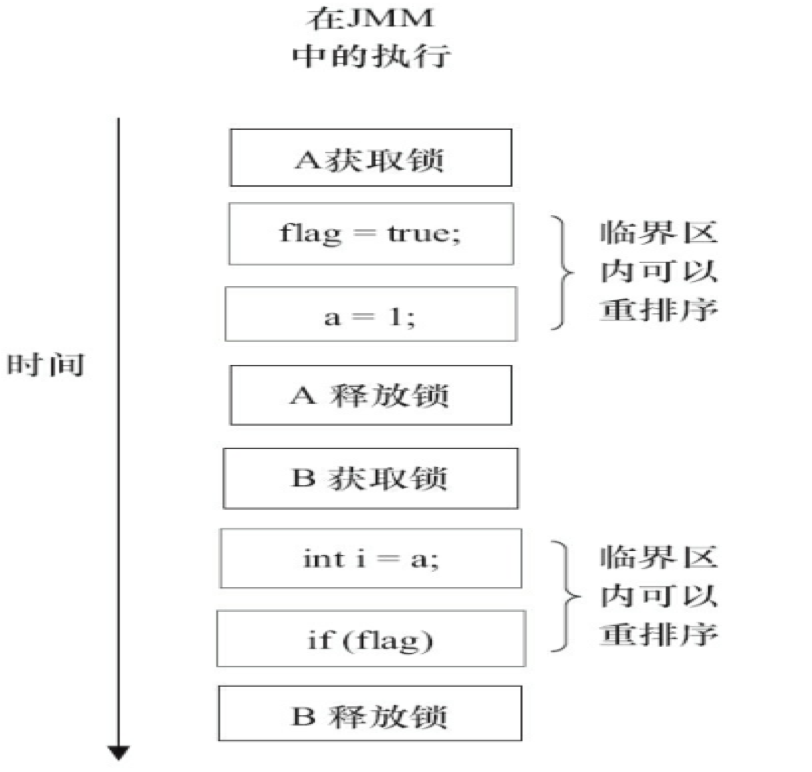 在JMM
中的执行
A获取锁
flag = true;
临界区
内可以
重排序
a = 1;
时间
A 释放锁
B 获取锁
int i = a;
临界区
内可以
重排序
if (flag)
B 释放锁